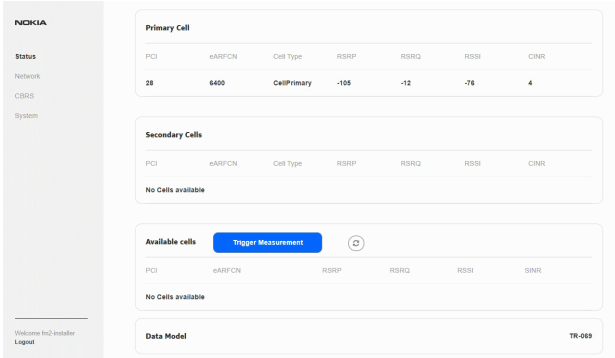 NOKIA
Status
Network
CBRS
System
Welcome fm2-installer
Logout
Primary Cell
PCI eARFCN Cell Type RSRP RSRQ RSSI CINR
28 6400 CellPrimary -105 -12 -76 4
Secondary Cells
PCI eARFCN Cell Type RSRP RSRQ RSSI CINR
No Cells available
Available cells Trigger Measurement
PCI eARFCN RSRP RSRQ RSSI SINR
No Cells available
Data Model TR-069